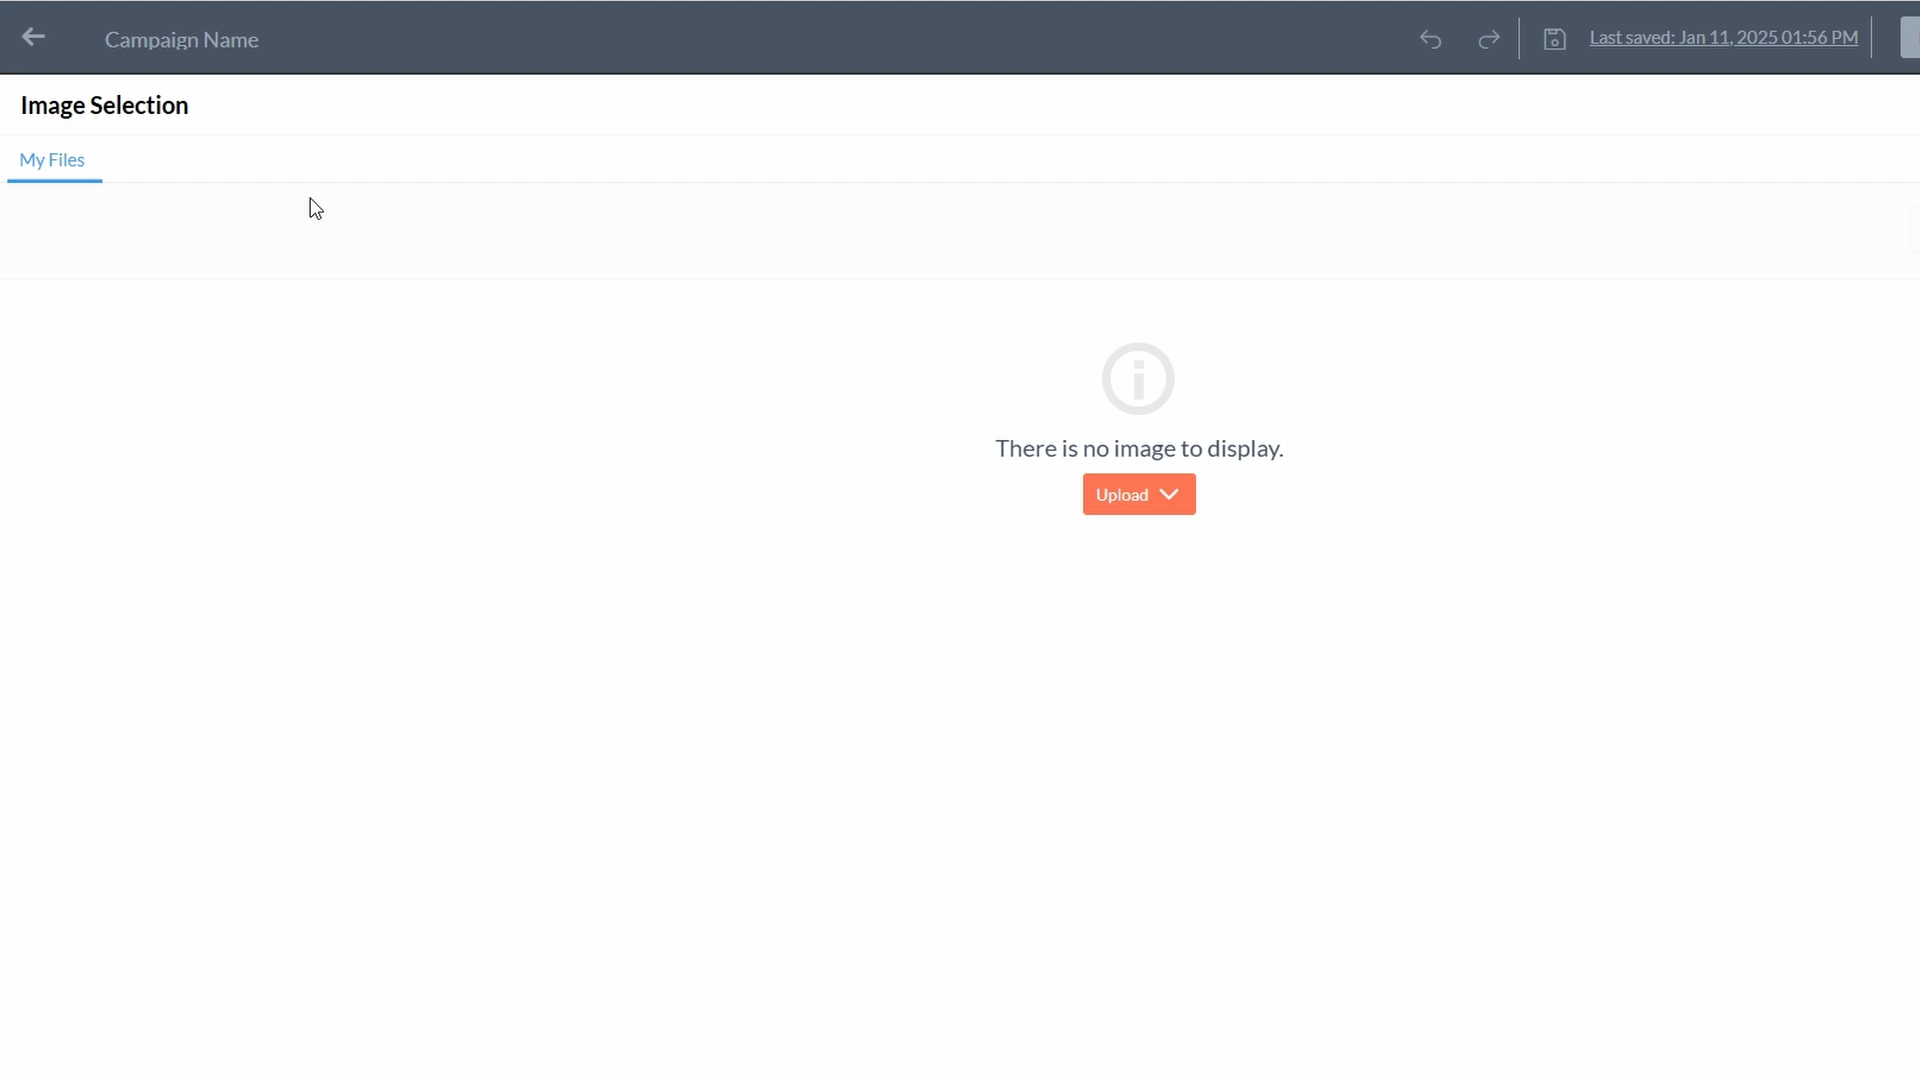 Campaign Name
Last saved: Jan 11, 2025 01:56 PM
Image Selection
My Files
There is no image to display.
Upload